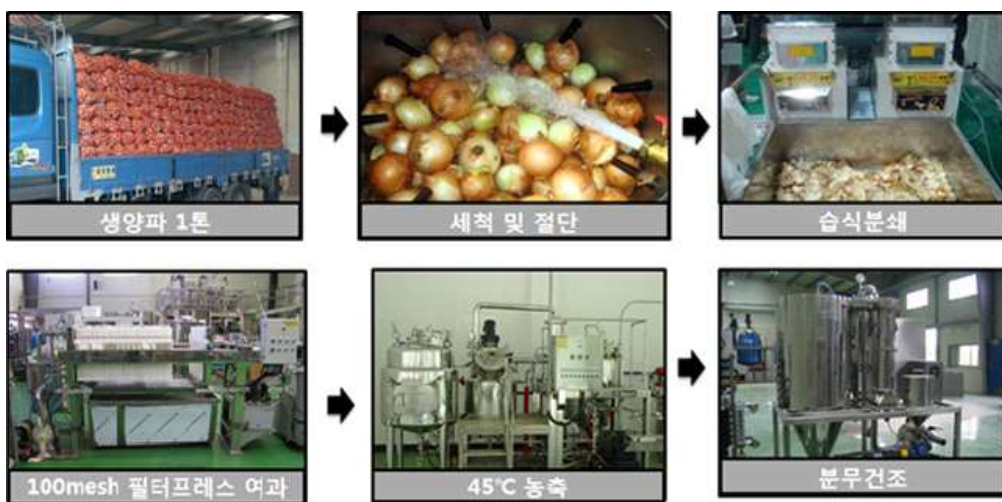 생양파 1톤
세척 및 절단
습식분쇄
100mesh 필터프레스 여과
45℃ 농축
분무건조